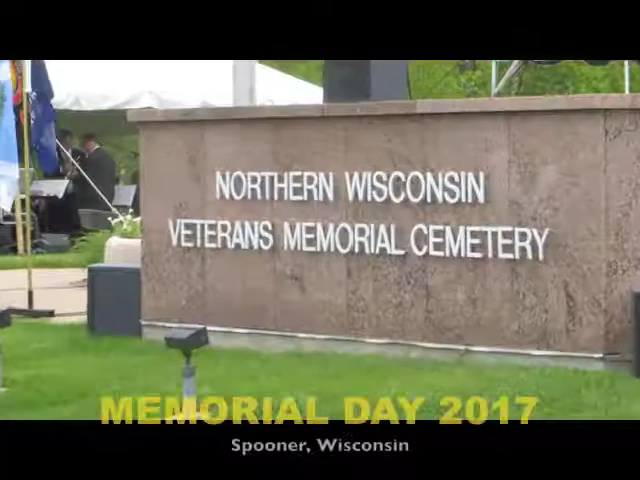 NORTHERN WISCONSIN
VETERANS MEMORIAL CEMETERY
MEMORIAL DAY 2017
Spooner, Wisconsin